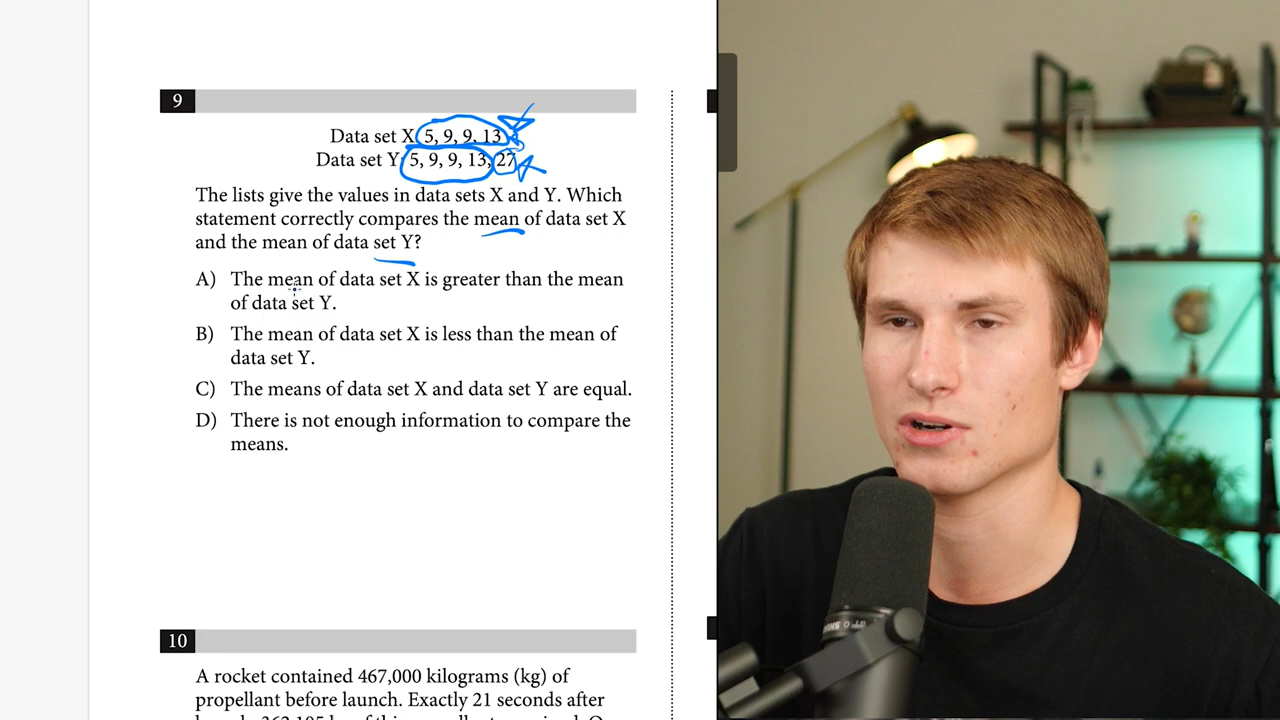 9
Data set X: 5, 9, 9, 13
Data set Y: 5, 9, 9, 13, 27
The lists give the values in data sets X and Y. Which
statement correctly compares the mean of data set X
and the mean of data set Y?
A) The mean of data set X is greater than the mean
of data set Y.
B) The mean of data set X is less than the mean of
data set Y.
C) The means of data set X and data set Y are equal.
D) There is not enough information to compare the
means.
10
A rocket contained 467,000 kilograms (kg) of
propellant before launch. Exactly 21 seconds after